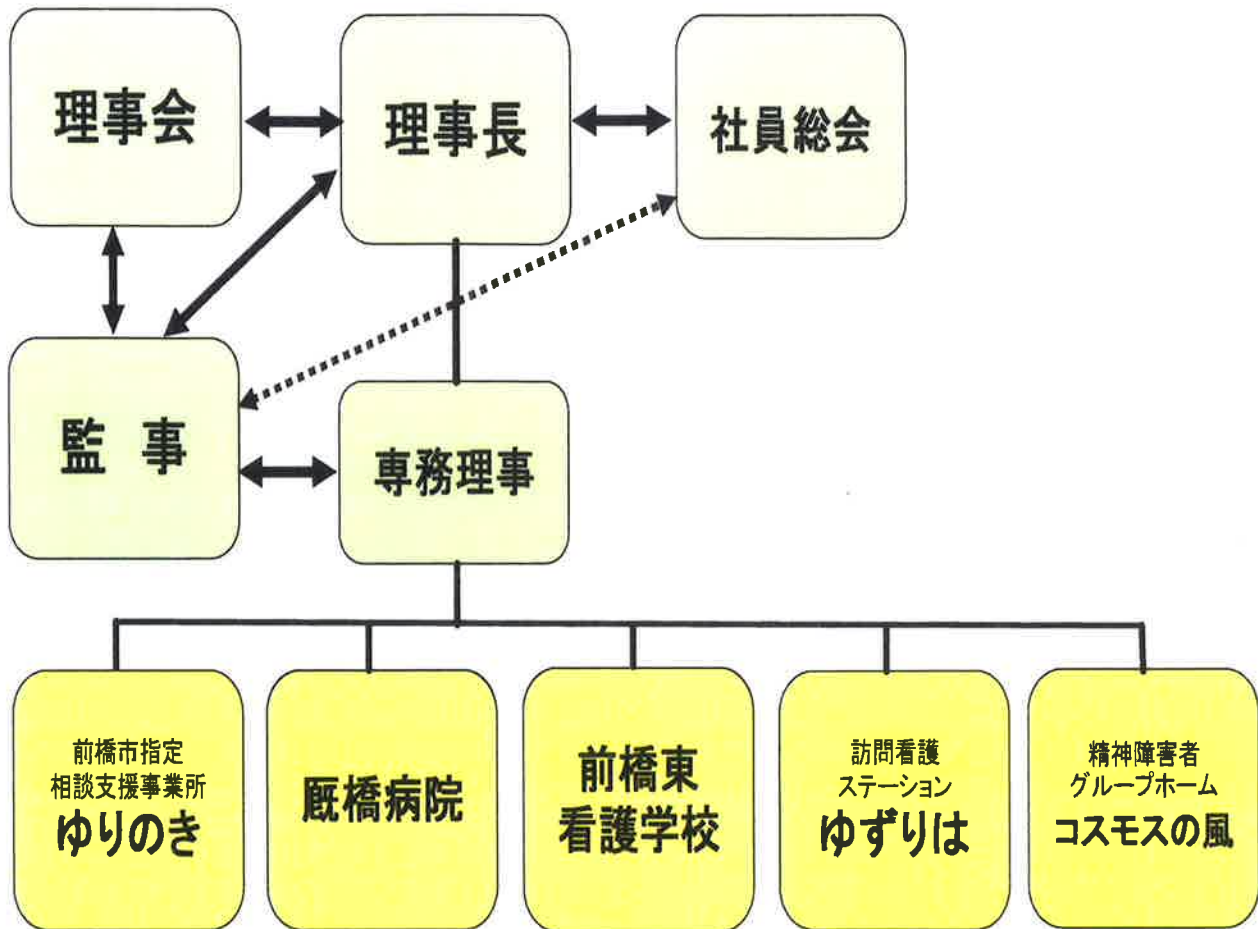 理事会
理事長
社員総会
監 事
専務理事
前橋市指定
相談支援事業所
ゆりのき
厩橋病院
前橋東
看護学校
訪問看護
ステーション
ゆずりは
精神障害者
グループホーム
コスモスの風